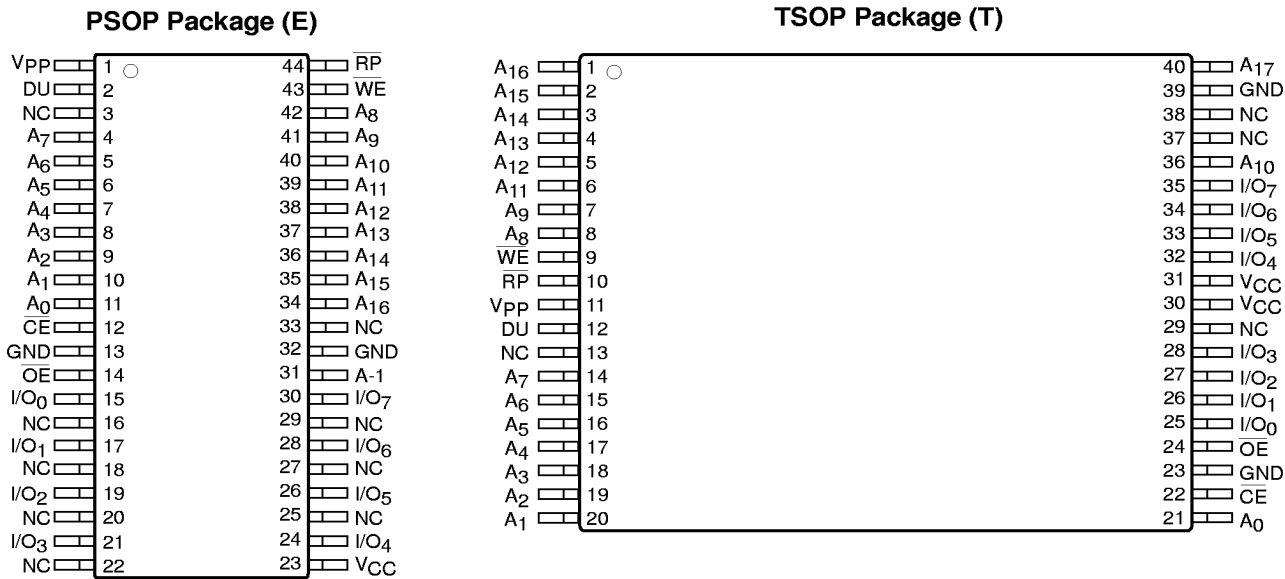 PSOP Package (E)
VPP 1 44 RP
DU 2 43 WE
NC 3 42 A8
A7 4 41 A9
A6 5 40 A10
A5 6 39 A11
A4 7 38 A12
A3 8 37 A13
A2 9 36 A14
A1 10 35 A15
A0 11 34 A16
CE 12 33 NC
GND 13 32 GND
OE 14 31 A-1
I/O0 15 30 I/O7
NC 16 29 NC
I/O1 17 28 I/O6
NC 18 27 NC
I/O2 19 26 I/O5
NC 20 25 NC
I/O3 21 24 I/O4
NC 22 23 VCC
TSOP Package (T)
A16 1 40 A17
A15 2 39 GND
A14 3 38 NC
A13 4 37 NC
A12 5 36 A10
A11 6 35 I/O7
A9 7 34 I/O6
A8 8 33 I/O5
WE 9 32 I/O4
RP 10 31 VCC
VPP 11 30 VCC
DU 12 29 NC
NC 13 28 I/O3
A7 14 27 I/O2
A6 15 26 I/O1
A5 16 25 I/O0
A4 17 24 OE
A3 18 23 GND
A2 19 22 CE
A1 20 21 A0